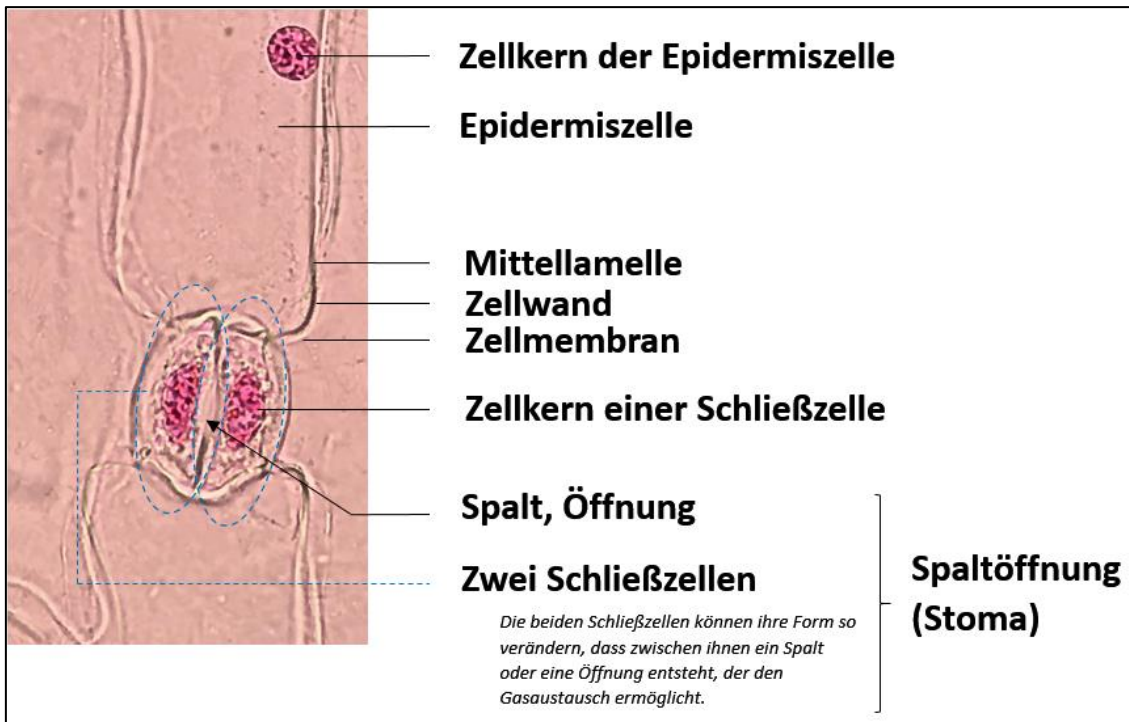 Zellkern der Epidermiszelle
Epidermiszelle
Mittellamelle
Zellwand
Zellmembran
Zellkern einer Schließzelle
Spalt, Öffnung
Zwei Schließzellen
Die beiden Schließzellen können ihre Form so
verändern, dass zwischen ihnen ein Spalt
oder eine Öffnung entsteht, der den
Gasaustausch ermöglicht.
Spaltöffnung
(Stoma)